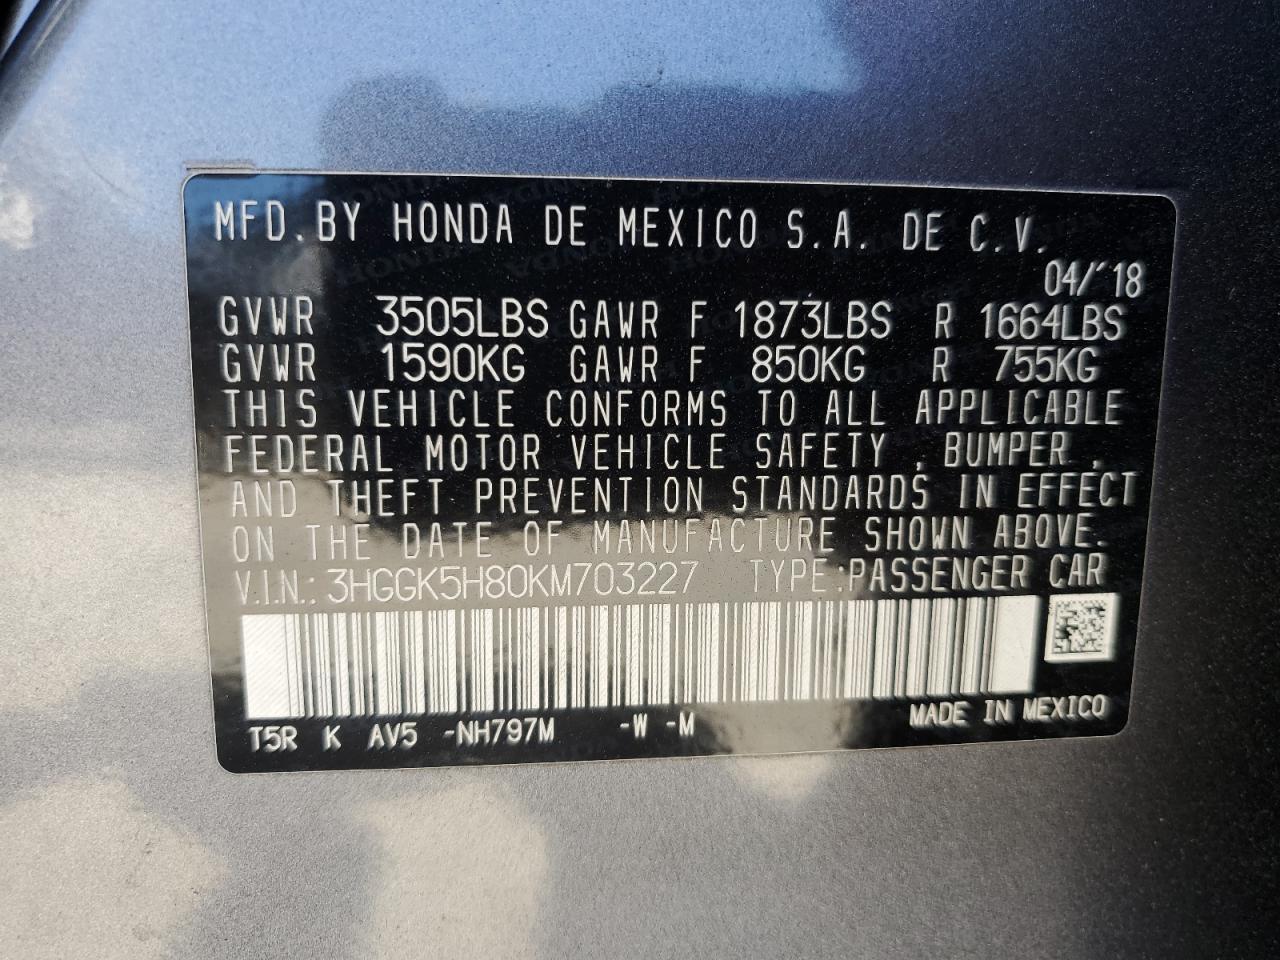 MFD.BY HONDA DE MEXICO S.A. DE C.V.
04/'18
GVWR 3505LBS GAWR F 1873LBS R 1664LBS
GVWR 1590KG GAWR F 850KG R 755KG
THIS VEHICLE CONFORMS TO ALL APPLICABLE
FEDERAL MOTOR VEHICLE SAFETY , BUMPER ,
AND THEFT PREVENTION STANDARDS IN EFFECT
ON THE DATE OF MANUFACTURE SHOWN ABOVE.
V.I.N.: 3HGGK5H80KM703227 TYPE:PASSENGER CAR
T5R K AV5 -NH797M -W -M MADE IN MEXICO